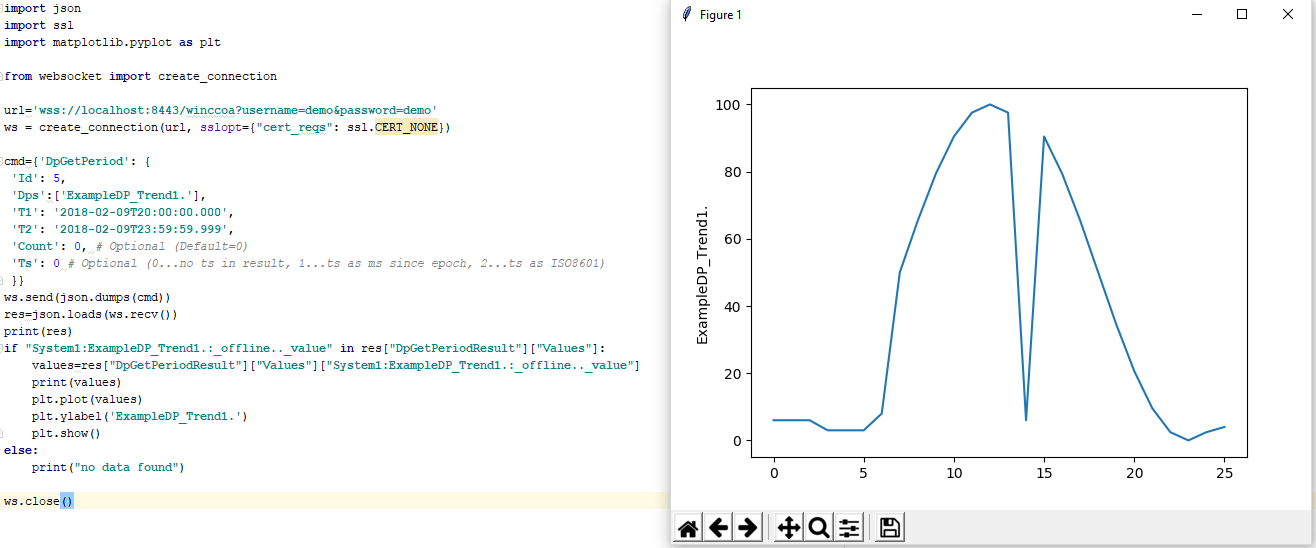 import json
import ssl
import matplotlib.pyplot as plt
from websocket import create_connection
url='wss://localhost:8443/winccoa?username=demo&password=demo'
ws = create_connection(url, sslopt={"cert_reqs": ssl.CERT_NONE})
cmd={'DpGetPeriod': {
'Id': 5,
'Dps':['ExampleDP_Trend1.'],
'T1': '2018-02-09T20:00:00.000',
'T2': '2018-02-09T23:59:59.999',
'Count': 0, # Optional (Default=0)
'Ts': 0 # Optional (0...no ts in result, 1...ts as ms since epoch, 2...ts as ISO8601)
}}
ws.send(json.dumps(cmd))
res=json.loads(ws.recv())
print(res)
if "System1:ExampleDP_Trend1.:_offline.._value" in res["DpGetPeriodResult"]["Values"]:
    values=res["DpGetPeriodResult"]["Values"]["System1:ExampleDP_Trend1.:_offline.._value"]
    print(values)
    plt.plot(values)
    plt.ylabel('ExampleDP_Trend1.')
    plt.show()
else:
    print("no data found")
ws.close()
Figure 1
100
80
60
40
20
0
ExampleDP_Trend1.
0 5 10 15 20 25